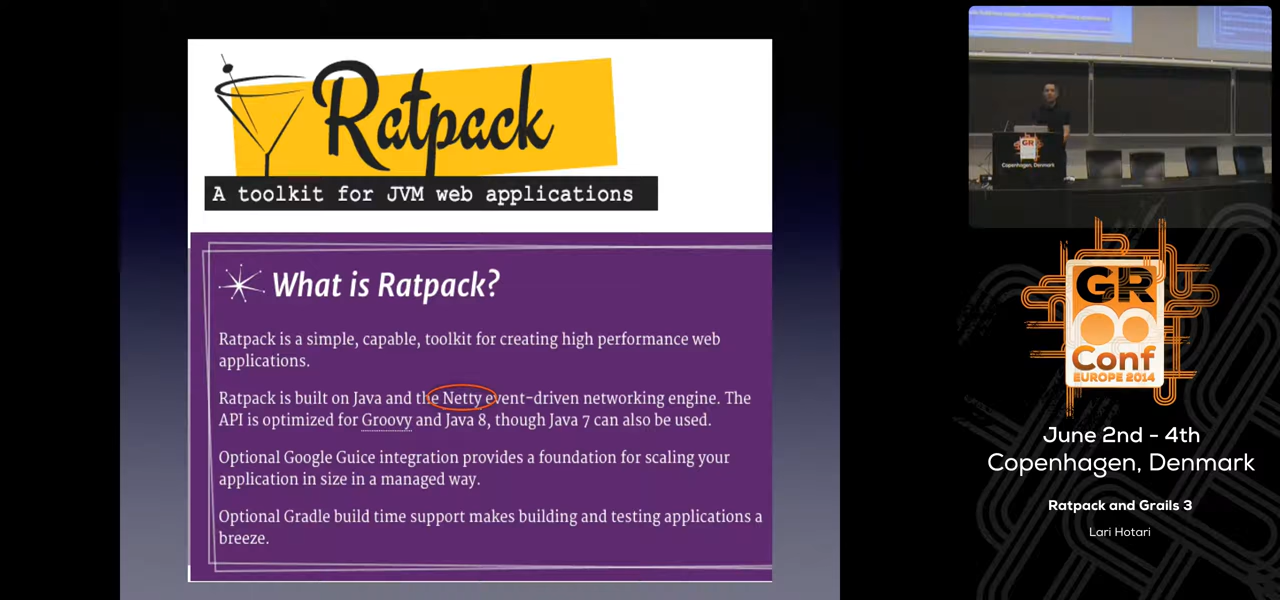 Ratpack
A toolkit for JVM web applications
What is Ratpack?
Ratpack is a simple, capable, toolkit for creating high performance web
applications.
Ratpack is built on Java and the Netty event-driven networking engine. The
API is optimized for Groovy and Java 8, though Java 7 can also be used.
Optional Google Guice integration provides a foundation for scaling your
application in size in a managed way.
Optional Gradle build time support makes building and testing applications a
breeze.
GR
Copenhagen, Denmark
GR
Conf
EUROPE 2014
June 2nd - 4th
Copenhagen, Denmark
Ratpack and Grails 3
Lari Hotari